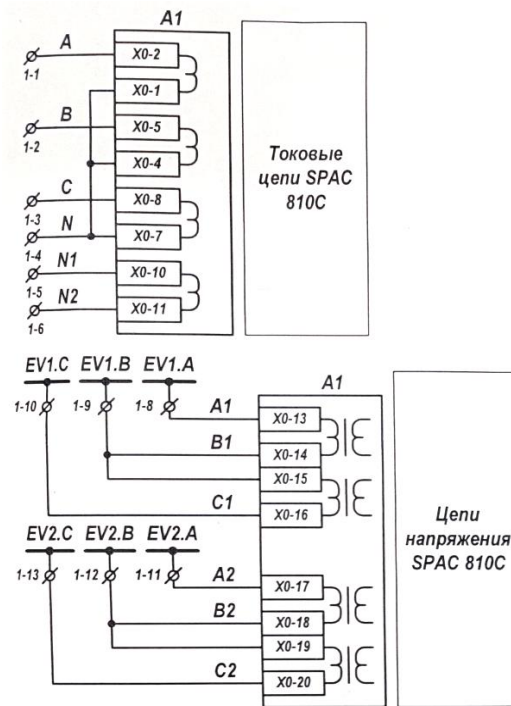 A1
A
X0-2
1-1
X0-1
B
X0-5
1-2
X0-4
C
X0-8
1-3
N
X0-7
1-4
N1
X0-10
1-5
N2
X0-11
1-6
Токовые
цепи SPAC
810С
EV1.C
EV1.B
EV1.A
A1
1-10
1-9
1-8
A1
X0-13
B1
X0-14
X0-15
C1
X0-16
EV2.C
EV2.B
EV2.A
1-13
1-12
1-11
A2
X0-17
B2
X0-18
X0-19
C2
X0-20
Цепи
напряжения
SPAC 810С